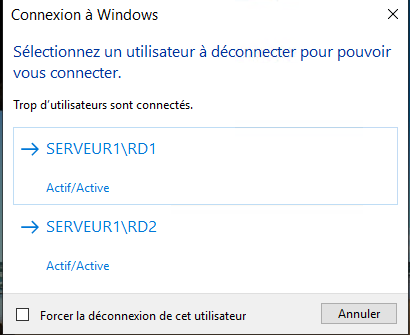 Connexion à Windows
Sélectionnez un utilisateur à déconnecter pour pouvoir
vous connecter.
Trop d'utilisateurs sont connectés.
SERVEUR1\RD1
Actif/Active
SERVEUR1\RD2
Actif/Active
Forcer la déconnexion de cet utilisateur
Annuler